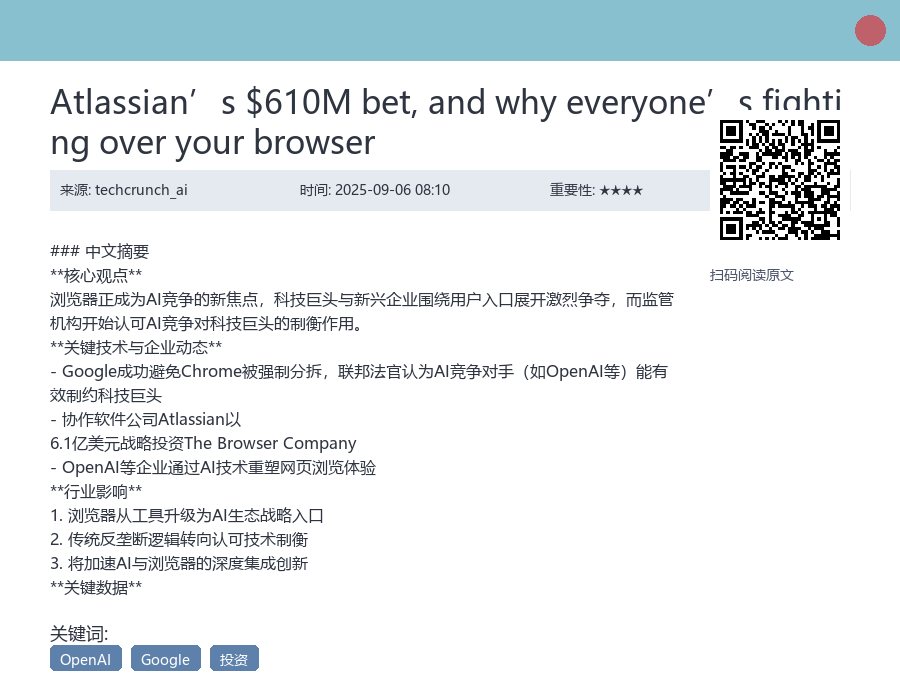 Atlassian’s $610M bet, and why everyone’s fighti
ng over your browser
来源: techcrunch_ai
时间: 2025-09-06 08:10
重要性: ★★★★
扫码阅读原文
### 中文摘要
**核心观点**
浏览器正成为AI竞争的新焦点，科技巨头与新兴企业围绕用户入口展开激烈争夺，而监管
机构开始认可AI竞争对科技巨头的制衡作用。
**关键技术与企业动态**
- Google成功避免Chrome被强制分拆，联邦法官认为AI竞争对手（如OpenAI等）能有
效制约科技巨头
- 协作软件公司Atlassian以
6.1亿美元战略投资The Browser Company
- OpenAI等企业通过AI技术重塑网页浏览体验
**行业影响**
1. 浏览器从工具升级为AI生态战略入口
2. 传统反垄断逻辑转向认可技术制衡
3. 将加速AI与浏览器的深度集成创新
**关键数据**
关键词:
OpenAI
Google
投资